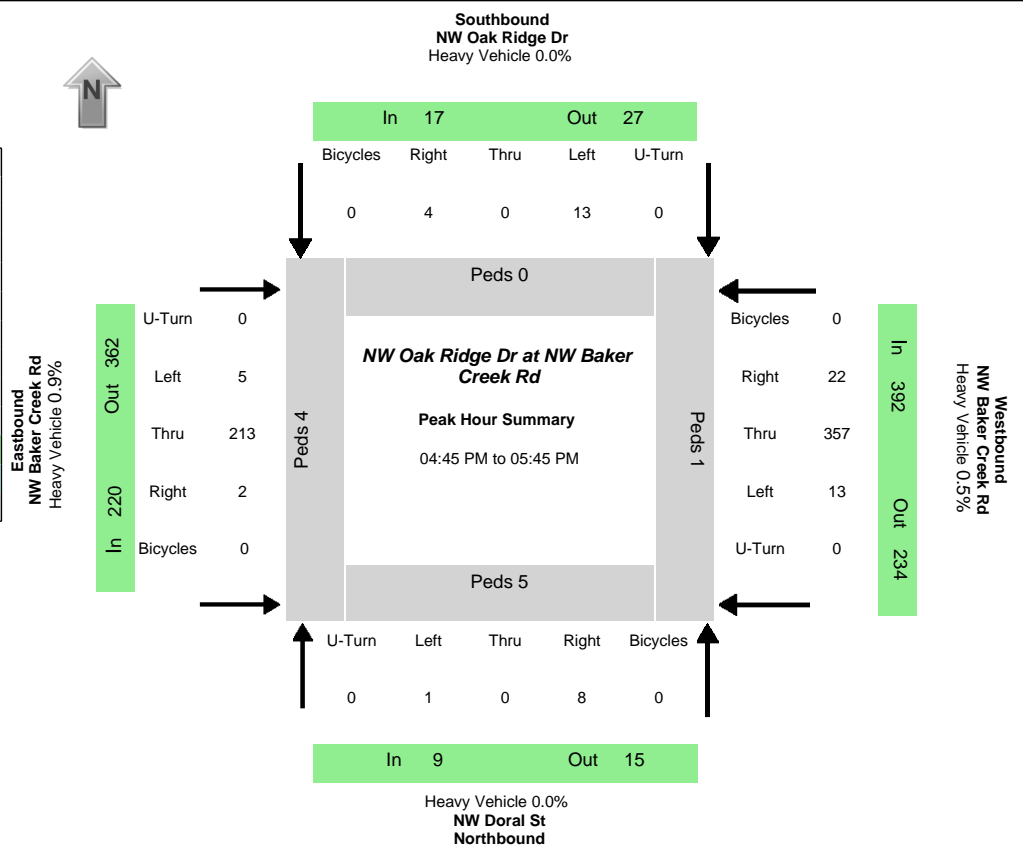 Southbound
NW Oak Ridge Dr
Heavy Vehicle 0.0%
N
In 17 Out 27
Bicycles Right Thru Left U-Turn
0 4 0 13 0
Peds 0
Eastbound
NW Baker Creek Rd
Heavy Vehicle 0.9%
In 220 Out 362
U-Turn 0
Left 5
Thru 213
Right 2
Bicycles 0
Peds 4
NW Oak Ridge Dr at NW Baker
Creek Rd
Peak Hour Summary
04:45 PM to 05:45 PM
Peds 1
Bicycles 0
Right 22
Thru 357
Left 13
U-Turn 0
In 392 Out 234
Westbound
NW Baker Creek Rd
Heavy Vehicle 0.5%
Peds 5
U-Turn Left Thru Right Bicycles
0 1 0 8 0
In 9 Out 15
Heavy Vehicle 0.0%
NW Doral St
Northbound